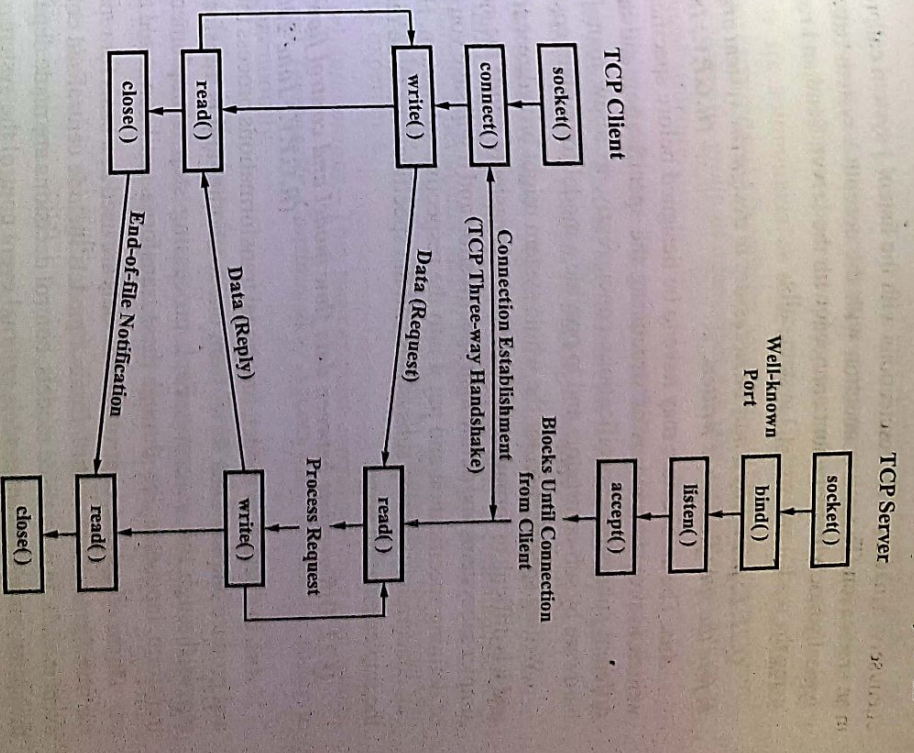 TCP Server
socket( )
Well-known
Port
bind( )
listen( )
accept( )
TCP Client
socket( )
Blocks Until Connection
from Client
connect( )
Connection Establishment
(TCP Three-way Handshake)
write( )
Data (Request)
read( )
Process Request
Data (Reply)
write( )
read( )
close( )
End-of-file Notification
read( )
close( )